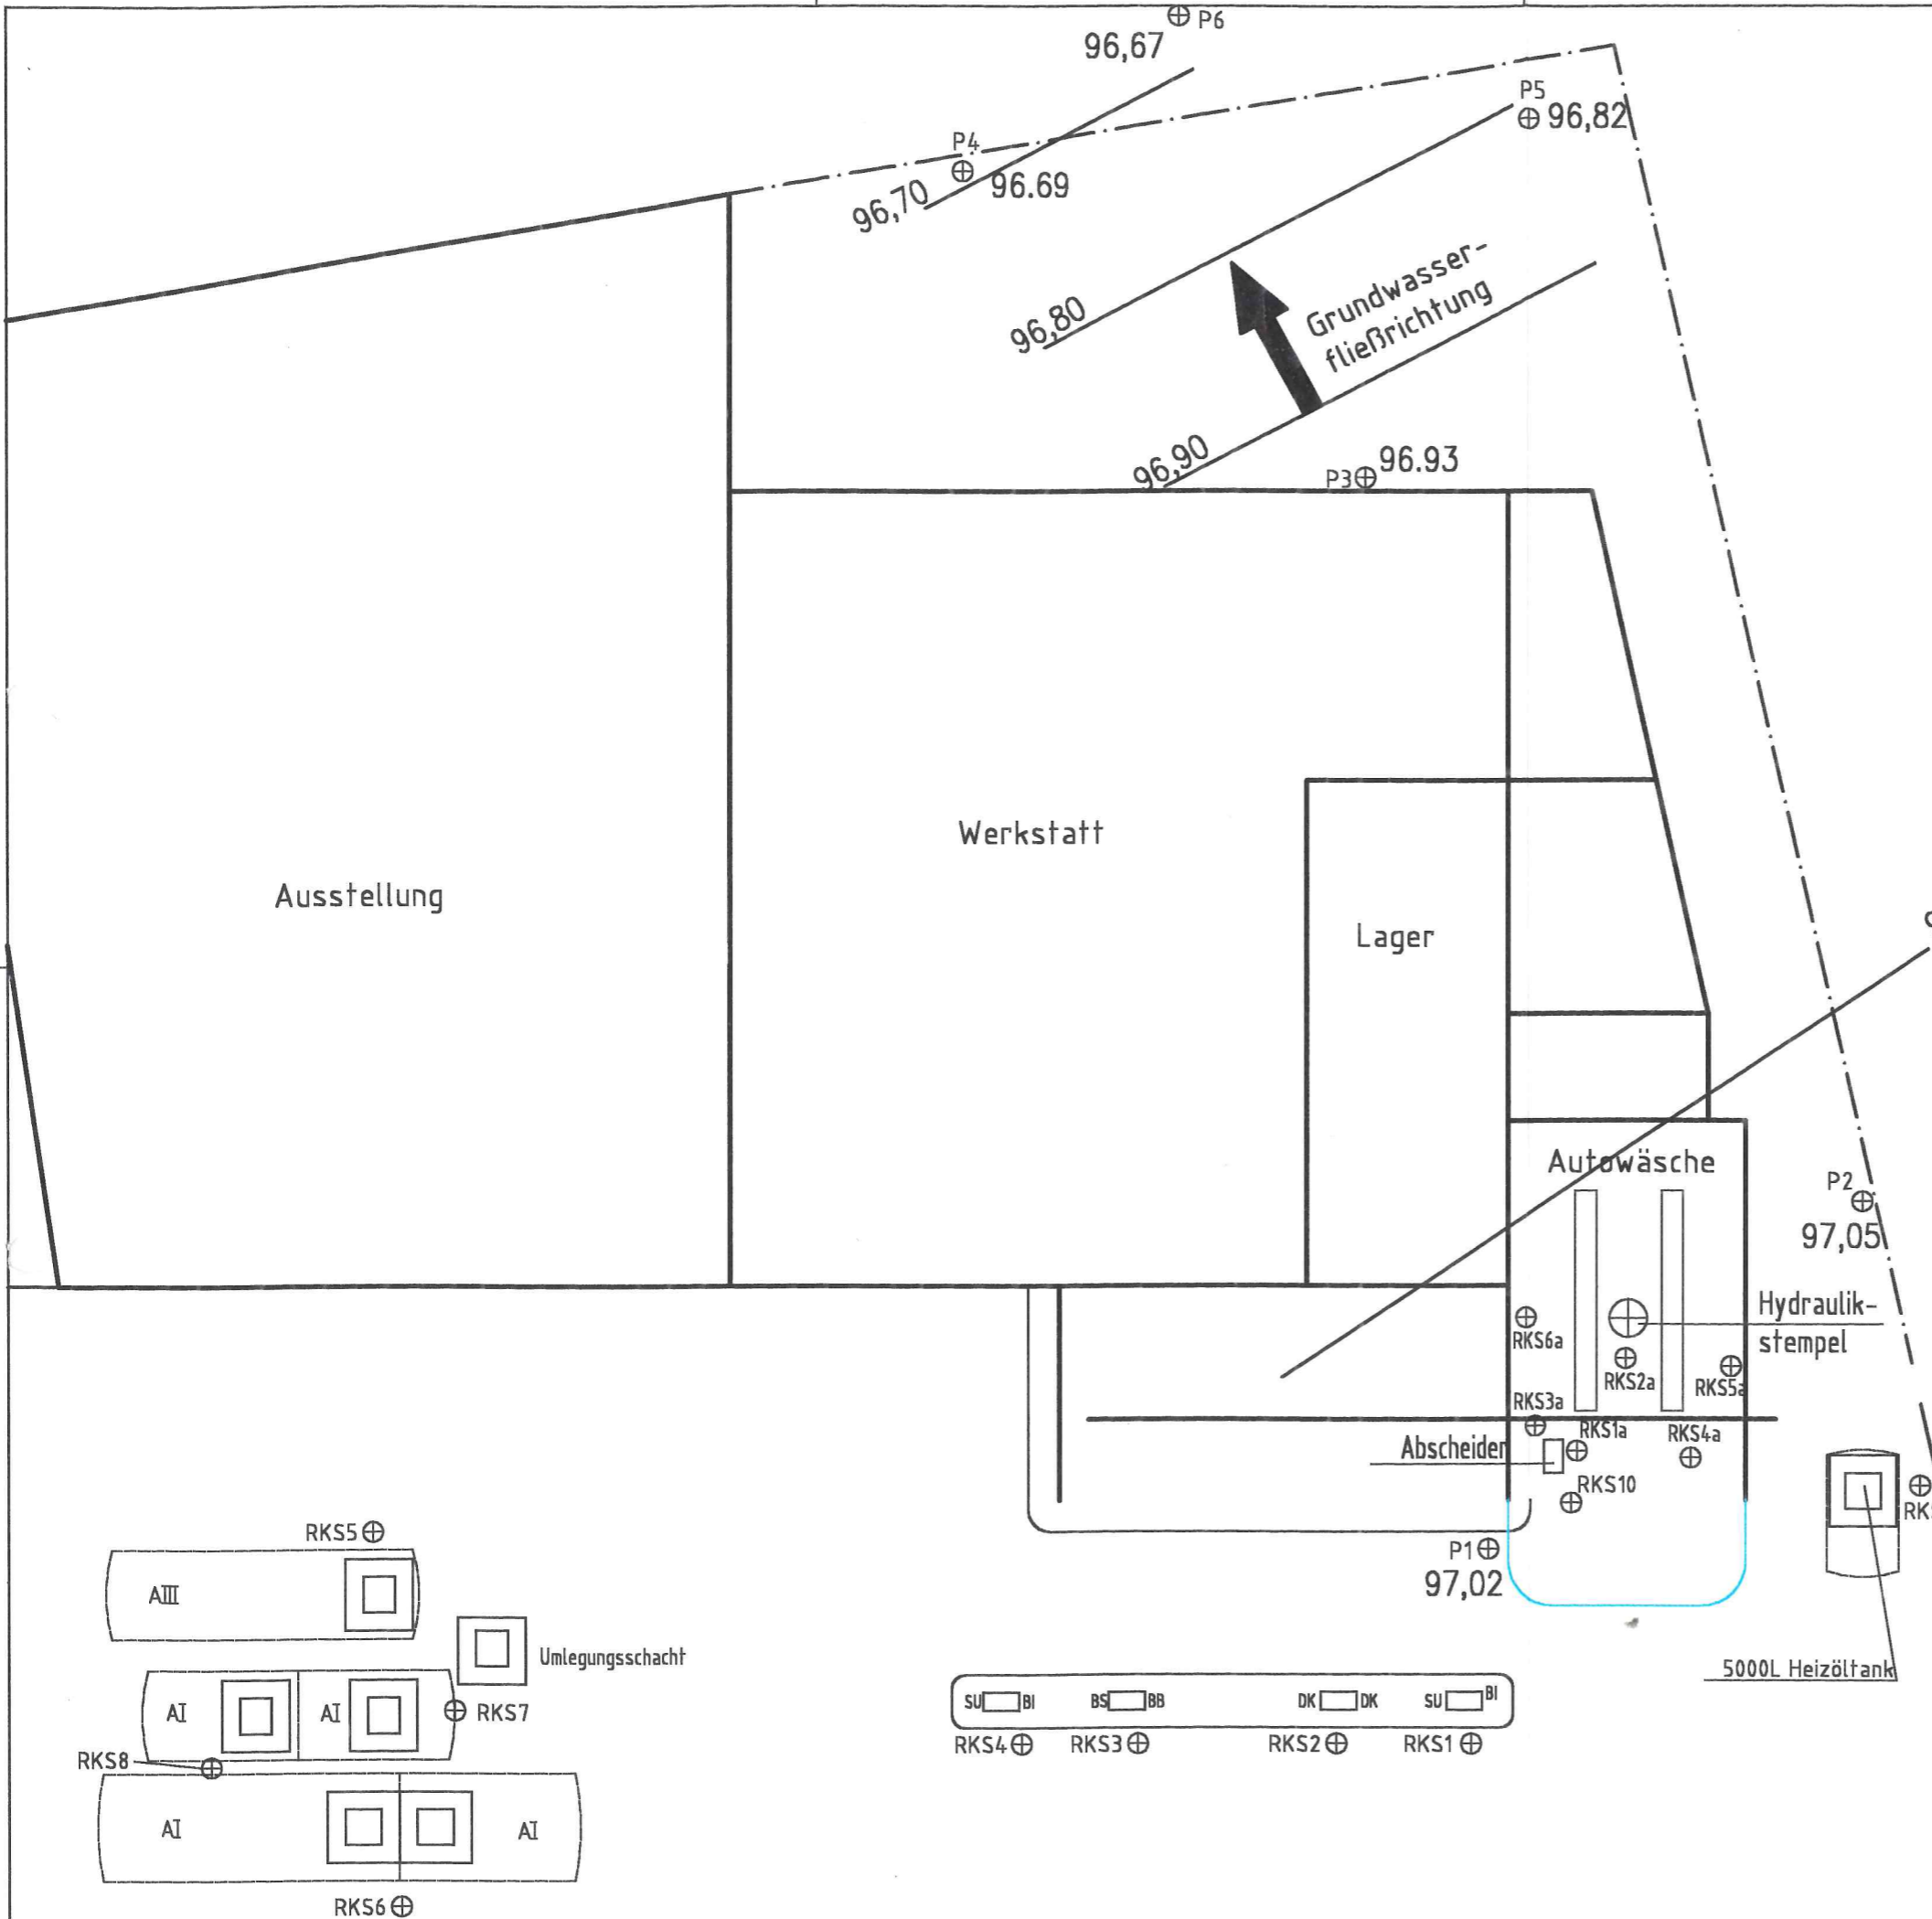 P6
96,67
P5
96,82
P4
96.69
96,70
Grundwasser-
fließrichtung
96,80
96,90
P3
96.93
Werkstatt
Ausstellung
Lager
Autowäsche
P2
97,05
Hydraulik-
stempel
RKS6a
RKS2a
RKS5a
RKS3a
RKS1a
RKS4a
Abscheider
RKS10
RKS5
P1
97,02
AIII
Umlegungsschacht
5000L Heizöltank
AI
AI
RKS7
SU BI
BS BB
DK DK
SU BI
RKS4
RKS3
RKS2
RKS1
RKS8
AI
AI
RKS6